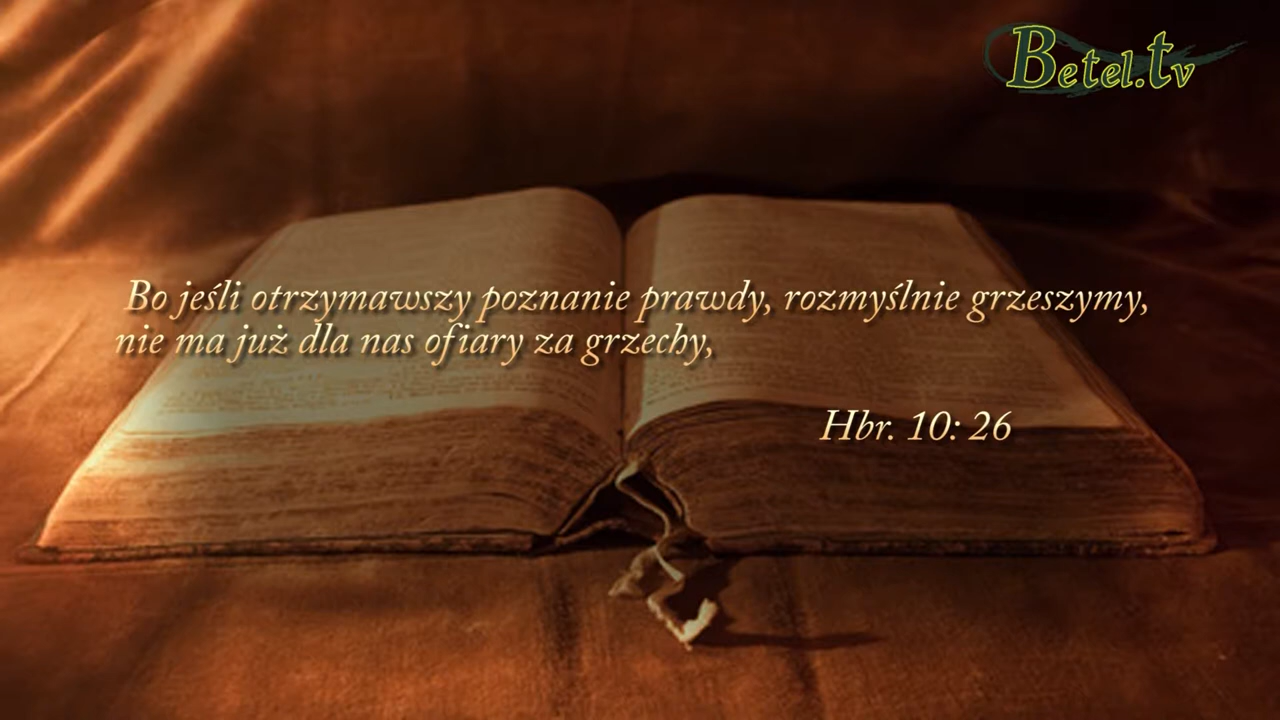 Betel.tv
Bo jeśli otrzymawszy poznanie prawdy, rozmyślnie grzeszymy,
nie ma już dla nas ofiary za grzechy,
Hbr. 10: 26